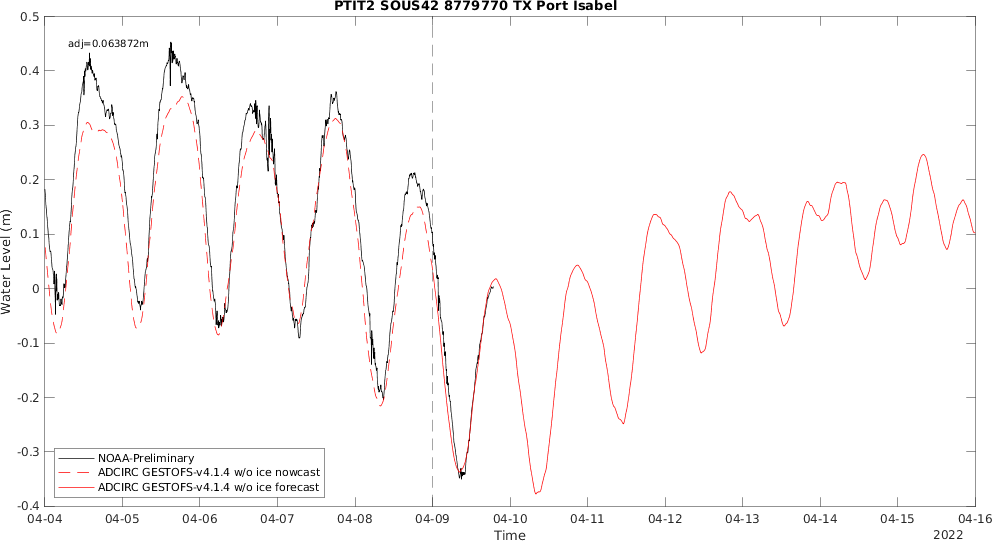 PTIT2 SOUS42 8779770 TX Port Isabel
adj=0.063872m
0.5
0.4
0.3
0.2
0.1
0
-0.1
-0.2
-0.3
-0.4
Water Level (m)
NOAA-Preliminary
ADCIRC GESTOFS-v4.1.4 w/o ice nowcast
ADCIRC GESTOFS-v4.1.4 w/o ice forecast
04-04 04-05 04-06 04-07 04-08 04-09 04-10 04-11 04-12 04-13 04-14 04-15 04-16
Time
2022